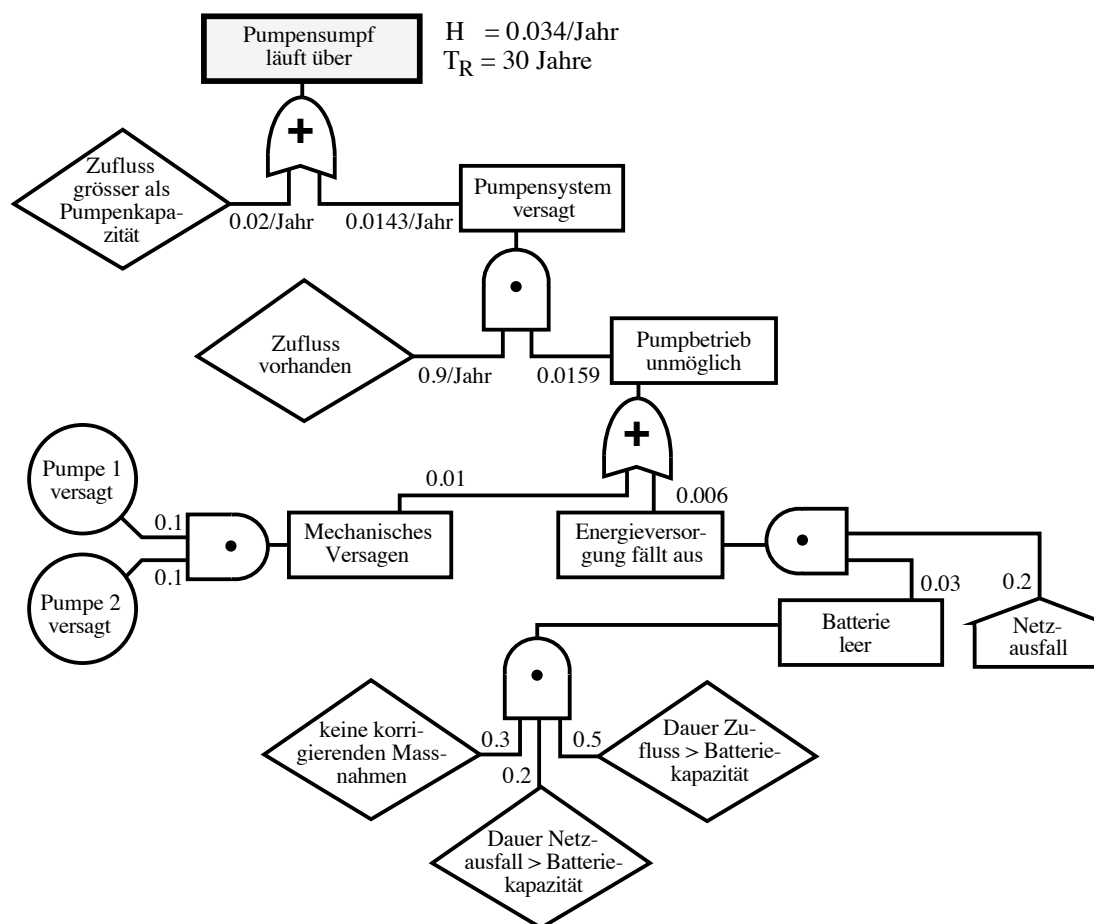 Pumpensumpf
läuft über
H = 0.034/Jahr
T_R = 30 Jahre
+
Zufluss
grösser als
Pumpenkapa-
zität
0.02/Jahr
0.0143/Jahr
Pumpensystem
versagt
Zufluss
vorhanden
0.9/Jahr
0.0159
Pumpbetrieb
unmöglich
+
Pumpe 1
versagt
0.1
Pumpe 2
versagt
0.1
Mechanisches
Versagen
0.01
0.006
Energieversor-
gung fällt aus
0.03
0.2
Batterie
leer
Netz-
ausfall
keine korri-
gierenden Mass-
nahmen
0.3
0.2
0.5
Dauer Zu-
fluss > Batterie-
kapazität
Dauer Netz-
ausfall > Batterie-
kapazität